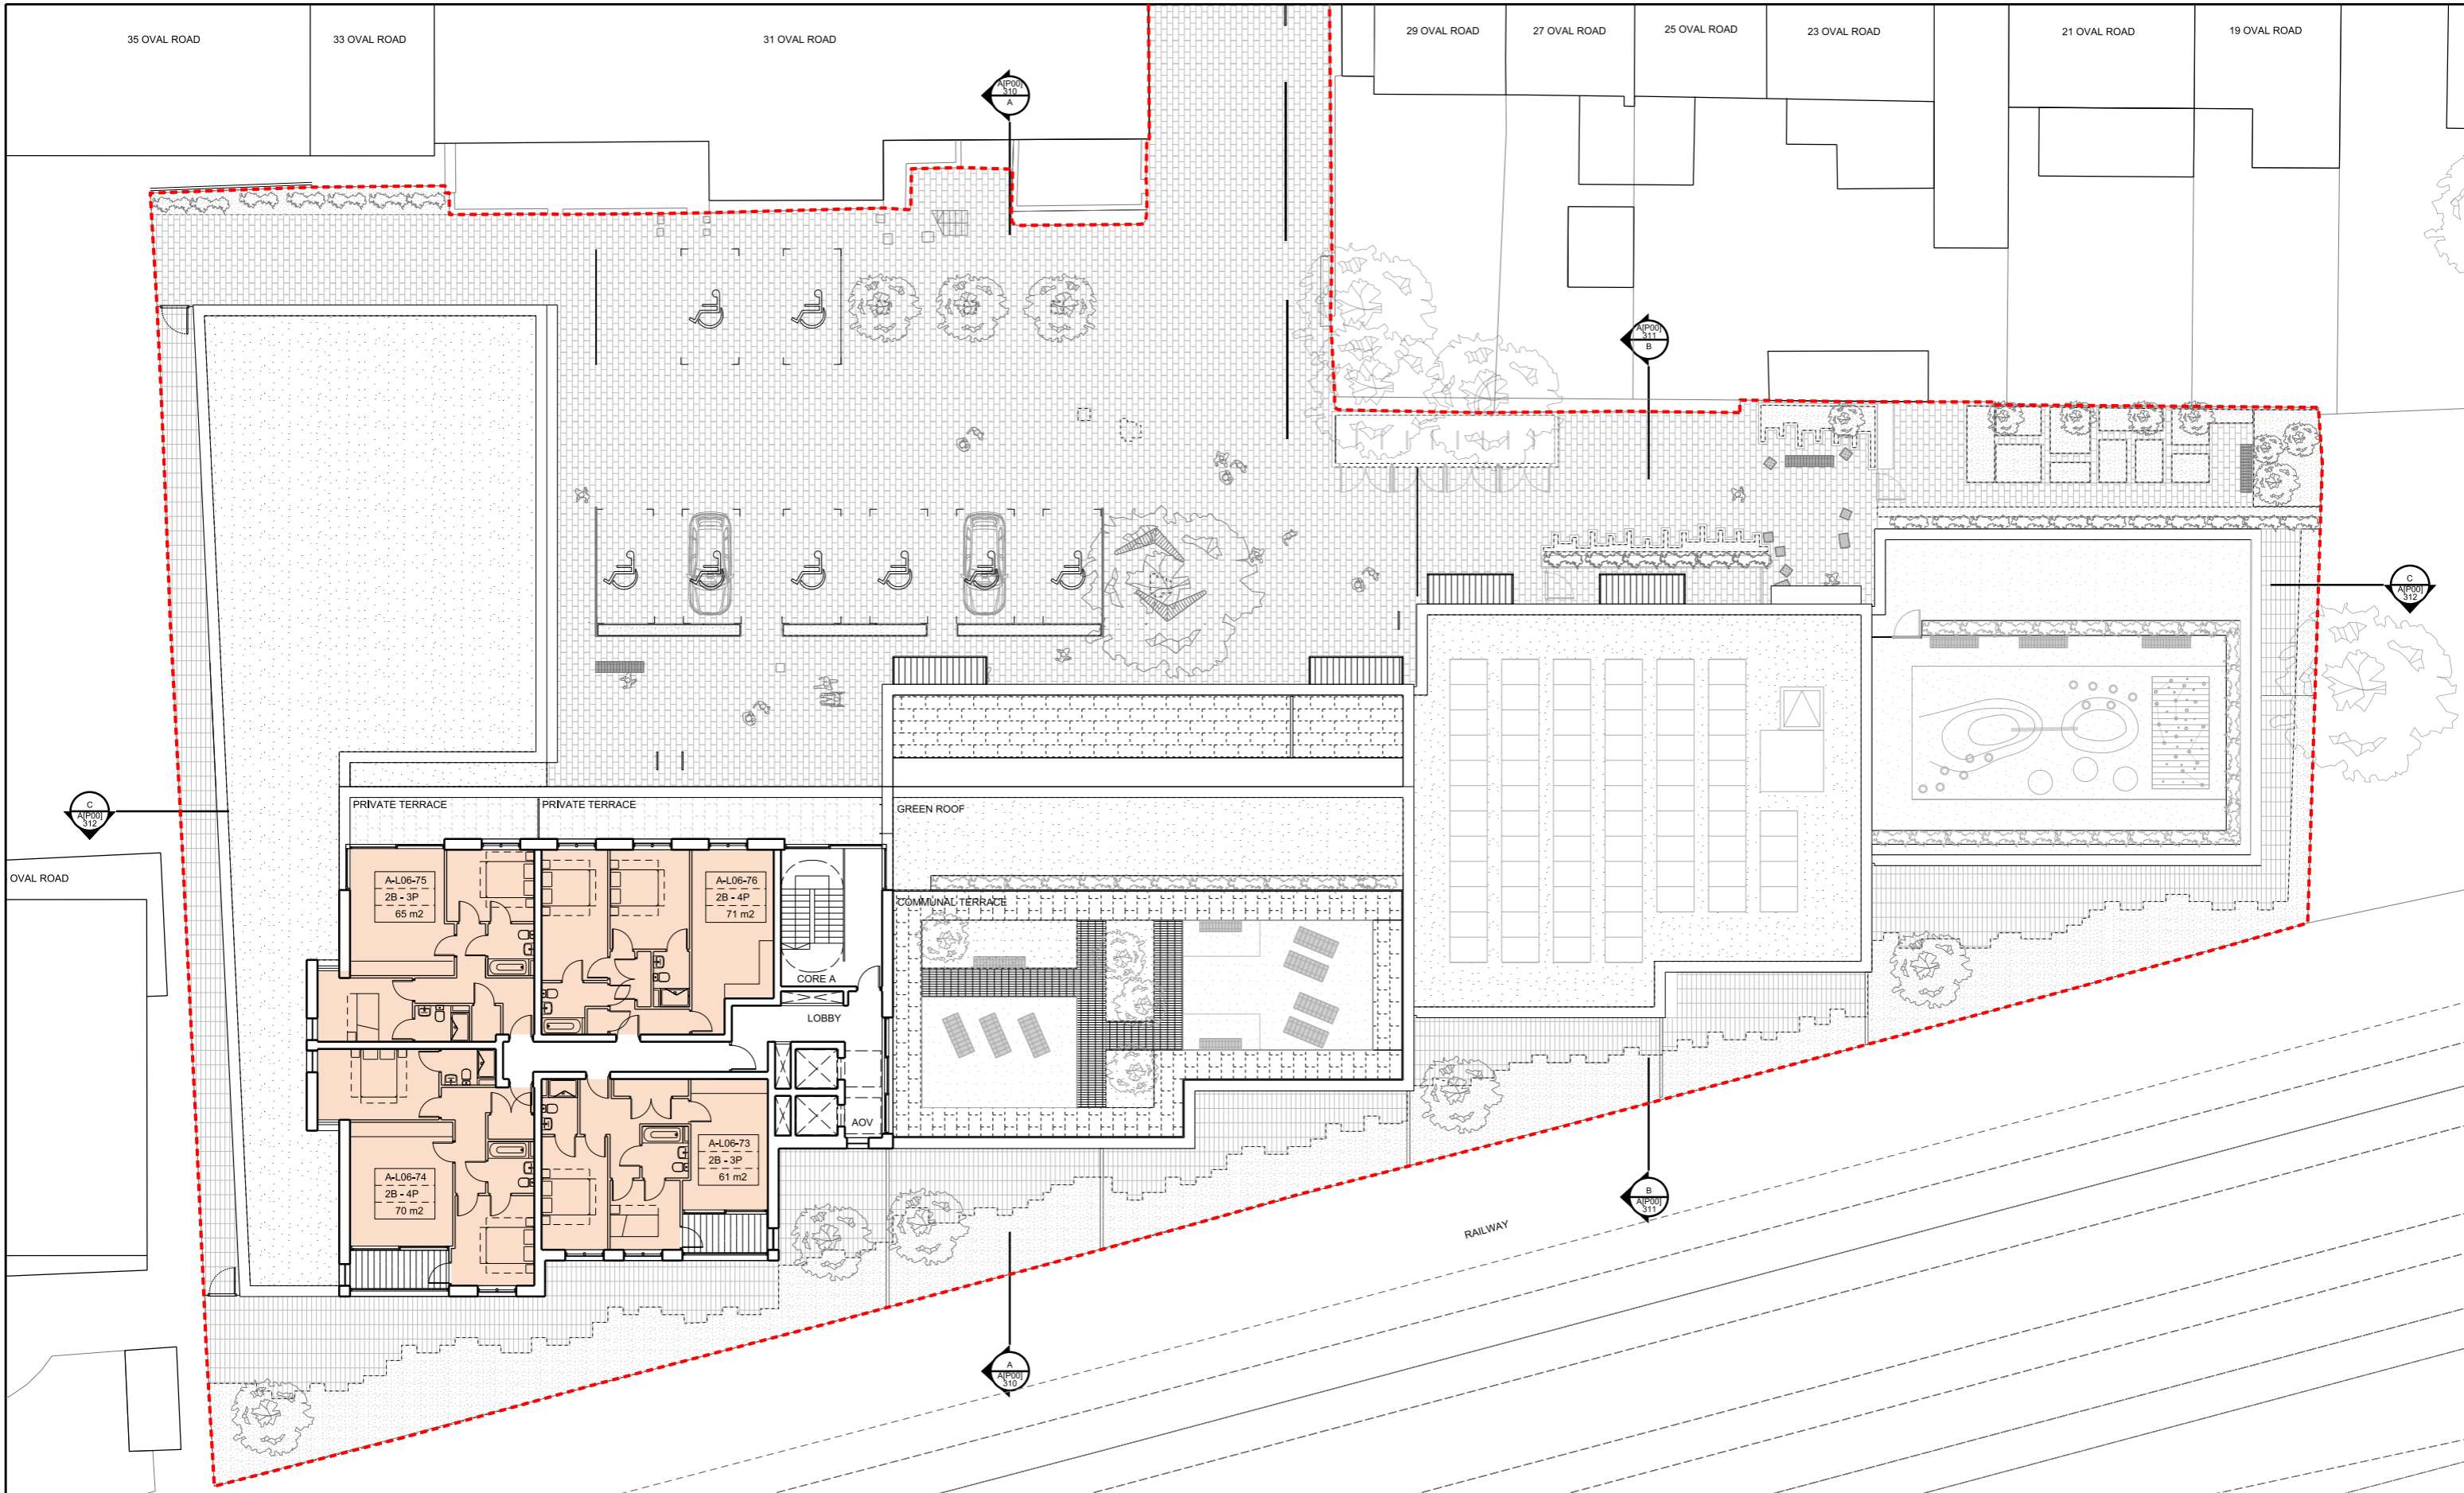 35 OVAL ROAD
33 OVAL ROAD
31 OVAL ROAD
29 OVAL ROAD
27 OVAL ROAD
25 OVAL ROAD
23 OVAL ROAD
21 OVAL ROAD
19 OVAL ROAD
A[P00]
310
A
A[P00]
311
B
C
A[P00]
312
C
A[P00]
312
PRIVATE TERRACE
PRIVATE TERRACE
GREEN ROOF
OVAL ROAD
A-L06-75
2B - 3P
65 m2
A-L06-76
2B - 4P
71 m2
COMMUNAL TERRACE
CORE A
LOBBY
AOV
A-L06-73
2B - 3P
61 m2
A-L06-74
2B - 4P
70 m2
B
A[P00]
311
RAILWAY
A
A[P00]
310